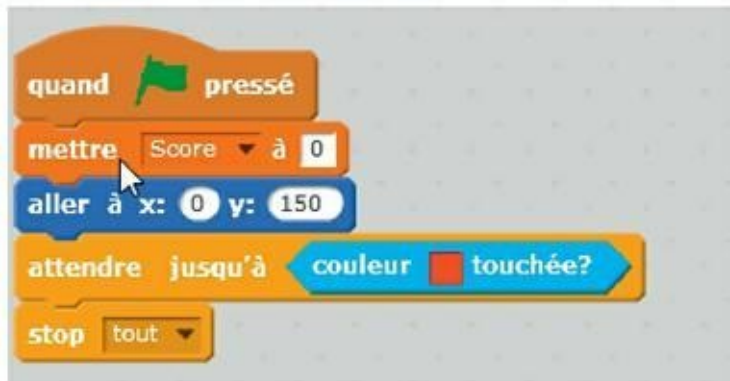 quand pressé
mettre Score à 0
aller à x: 0 y: 150
attendre jusqu'à couleur touchée?
stop tout